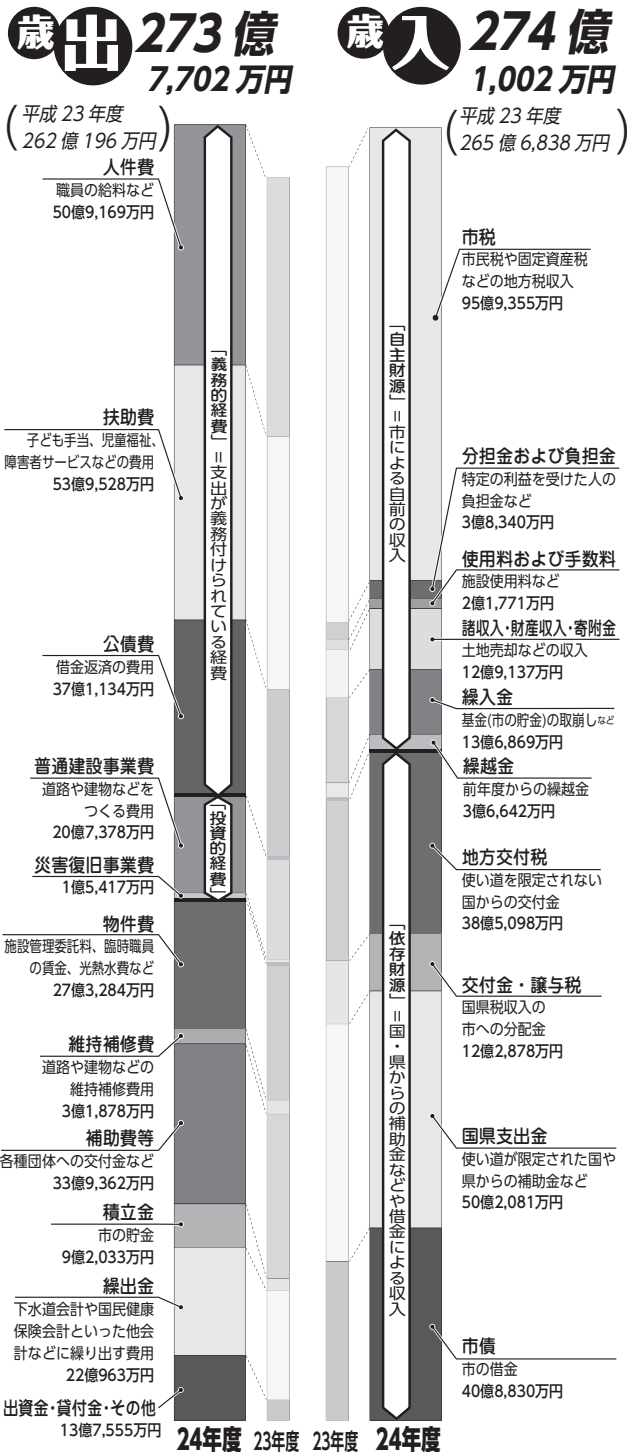 歳出 273億
7,702万円
(平成23年度
262億196万円)
人件費
職員の給料など
50億9,169万円
扶助費
子ども手当、児童福祉、
障害者サービスなどの費用
53億9,528万円
公債費
借金返済の費用
37億1,134万円
普通建設事業費
道路や建物などを
つくる費用
20億7,378万円
災害復旧事業費
1億5,417万円
物件費
施設管理委託料、臨時職員
の賃金、光熱水費など
27億3,284万円
維持補修費
道路や建物などの
維持補修費用
3億1,878万円
補助費等
各種団体への交付金など
33億9,362万円
積立金
市の貯金
9億2,033万円
繰出金
下水道会計や国民健康
保険会計といった他会
計などに繰り出す費用
22億963万円
出資金・貸付金・その他
13億7,555万円
「義務的経費」=支出が義務付けられている経費
「投資的経費」
24年度
23年度
歳入 274億
1,002万円
(平成23年度
265億6,838万円)
「自主財源」=市による自前の収入
「依存財源」=国・県からの補助金などや借金による収入
市税
市民税や固定資産税
などの地方税収入
95億9,355万円
分担金および負担金
特定の利益を受けた人の
負担金など
3億8,340万円
使用料および手数料
施設使用料など
2億1,771万円
諸収入・財産収入・寄附金
土地売却などの収入
12億9,137万円
繰入金
基金(市の貯金)の取崩しなど
13億6,869万円
繰越金
前年度からの繰越金
3億6,642万円
地方交付税
使い道を限定されない
国からの交付金
38億5,098万円
交付金・譲与税
国県税収入の
市への分配金
12億2,878万円
国県支出金
使い道が限定された国や
県からの補助金など
50億2,081万円
市債
市の借金
40億8,830万円
23年度
24年度